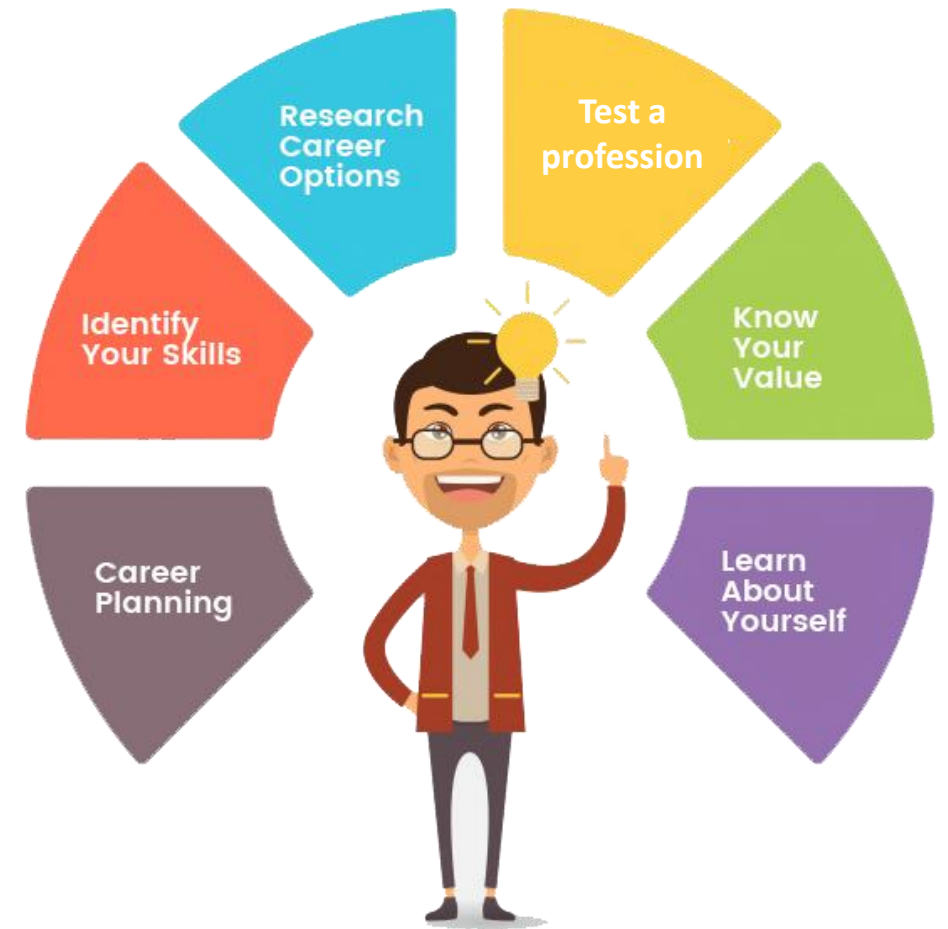 Research
Career
Options
Test a
profession
Identify
Your Skills
Know
Your
Value
Career
Planning
Learn
About
Yourself